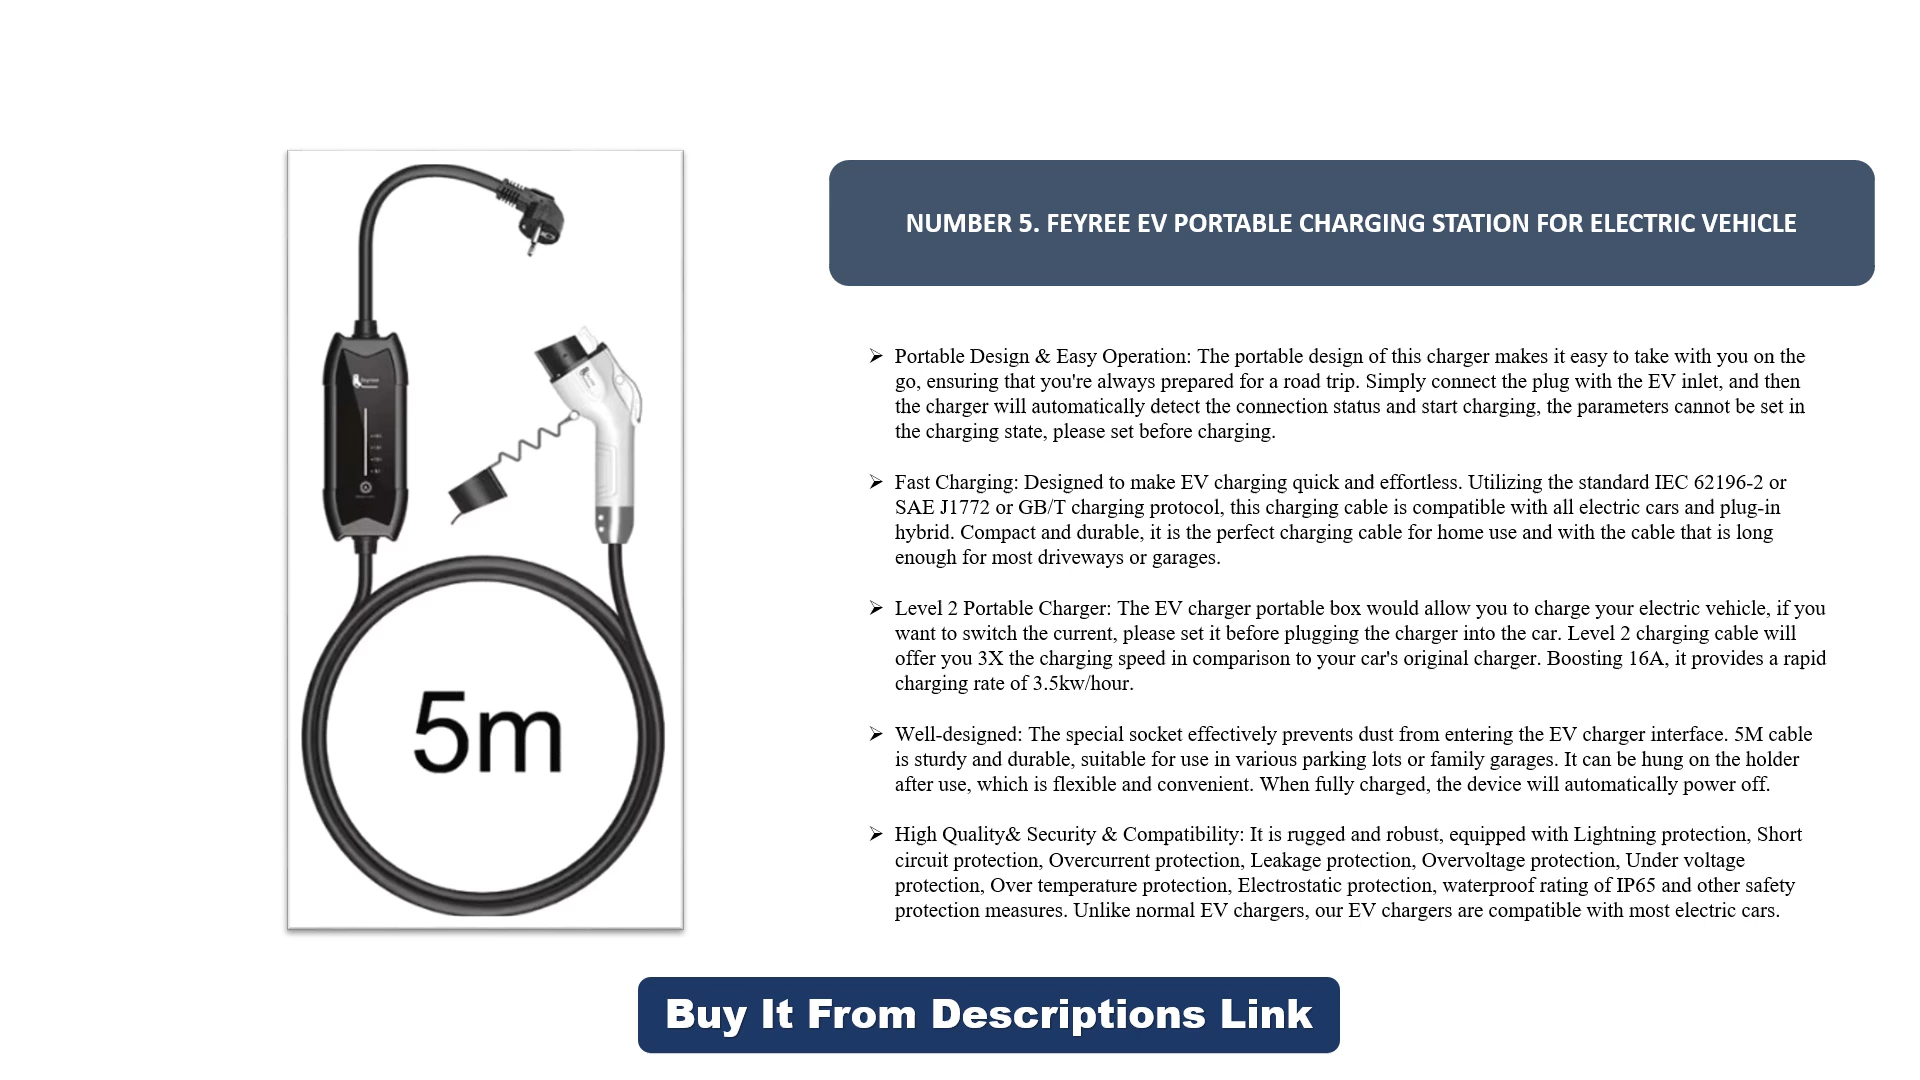 NUMBER 5. FEYREE EV PORTABLE CHARGING STATION FOR ELECTRIC VEHICLE
5m
➢ Portable Design & Easy Operation: The portable design of this charger makes it easy to take with you on the
go, ensuring that you're always prepared for a road trip. Simply connect the plug with the EV inlet, and then
the charger will automatically detect the connection status and start charging, the parameters cannot be set in
the charging state, please set before charging.
➢ Fast Charging: Designed to make EV charging quick and effortless. Utilizing the standard IEC 62196-2 or
SAE J1772 or GB/T charging protocol, this charging cable is compatible with all electric cars and plug-in
hybrid. Compact and durable, it is the perfect charging cable for home use and with the cable that is long
enough for most driveways or garages.
➢ Level 2 Portable Charger: The EV charger portable box would allow you to charge your electric vehicle, if you
want to switch the current, please set it before plugging the charger into the car. Level 2 charging cable will
offer you 3X the charging speed in comparison to your car's original charger. Boosting 16A, it provides a rapid
charging rate of 3.5kw/hour.
➢ Well-designed: The special socket effectively prevents dust from entering the EV charger interface. 5M cable
is sturdy and durable, suitable for use in various parking lots or family garages. It can be hung on the holder
after use, which is flexible and convenient. When fully charged, the device will automatically power off.
➢ High Quality& Security & Compatibility: It is rugged and robust, equipped with Lightning protection, Short
circuit protection, Overcurrent protection, Leakage protection, Overvoltage protection, Under voltage
protection, Over temperature protection, Electrostatic protection, waterproof rating of IP65 and other safety
protection measures. Unlike normal EV chargers, our EV chargers are compatible with most electric cars.
Buy It From Descriptions Link